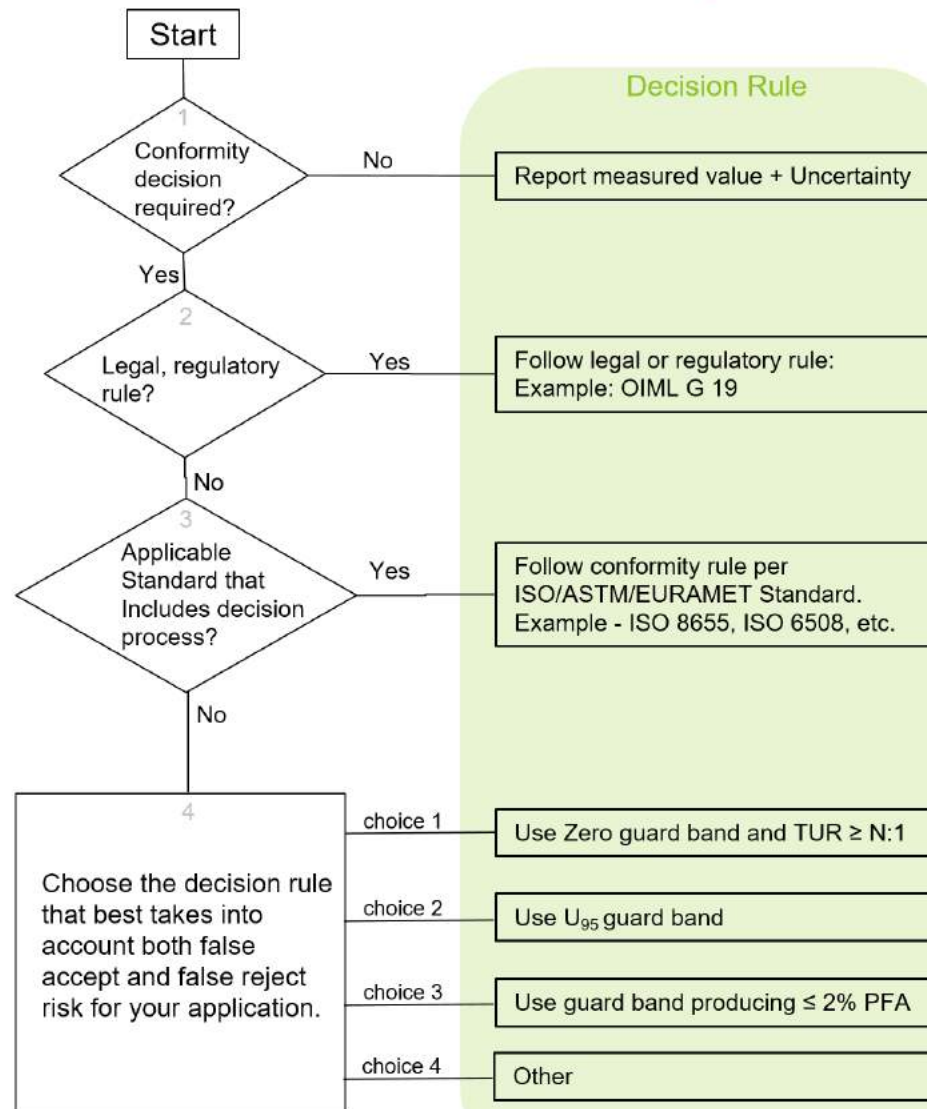 Start
Decision Rule
1
Conformity
decision
required?
No
Report measured value + Uncertainty
Yes
2
Legal, regulatory
rule?
Yes
Follow legal or regulatory rule:
Example: OIML G 19
No
3
Applicable
Standard that
Includes decision
process?
Yes
Follow conformity rule per
ISO/ASTM/EURAMET Standard.
Example - ISO 8655, ISO 6508, etc.
No
4
Choose the decision rule
that best takes into
account both false
accept and false reject
risk for your application.
choice 1
Use Zero guard band and TUR ≥ N:1
choice 2
Use U₉₅ guard band
choice 3
Use guard band producing ≤ 2% PFA
choice 4
Other